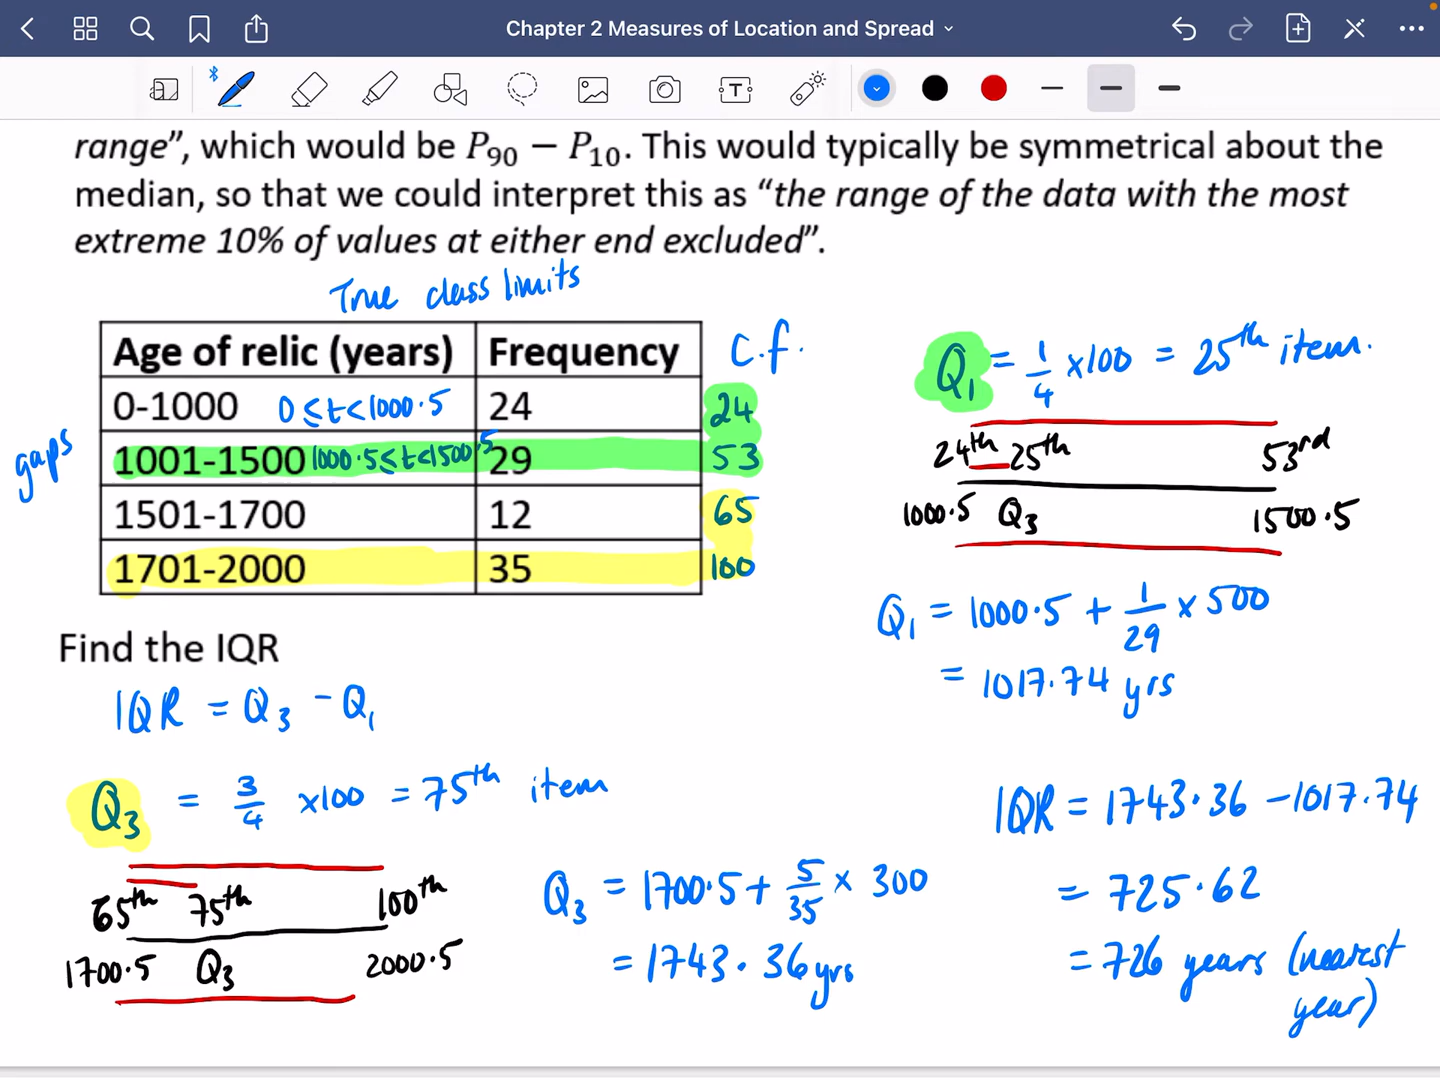 Chapter 2 Measures of Location and Spread
range”, which would be P90 − P10. This would typically be symmetrical about the
median, so that we could interpret this as “the range of the data with the most
extreme 10% of values at either end excluded”.
True class limits
Age of relic (years) Frequency c.f.
0-1000 0 ≤ t < 1000·5 24 24
gaps
1001-1500 1000·5 ≤ t < 1500·5 29 53
1501-1700 12 65
1701-2000 35 100
Find the IQR
IQR = Q3 − Q1
Q3 = 3/4 ×100 = 75th item
65th 75th 100th
1700·5 Q3 2000·5
Q3 = 1700·5 + 5/35 × 300
= 1743·36 yrs
Q1 = 1/4 ×100 = 25th item.
24th 25th 53rd
1000·5 Q3 1500·5
Q1 = 1000·5 + 1/29 × 500
= 1017.74 yrs
IQR = 1743·36 − 1017.74
= 725·62
= 726 years (nearest
year)